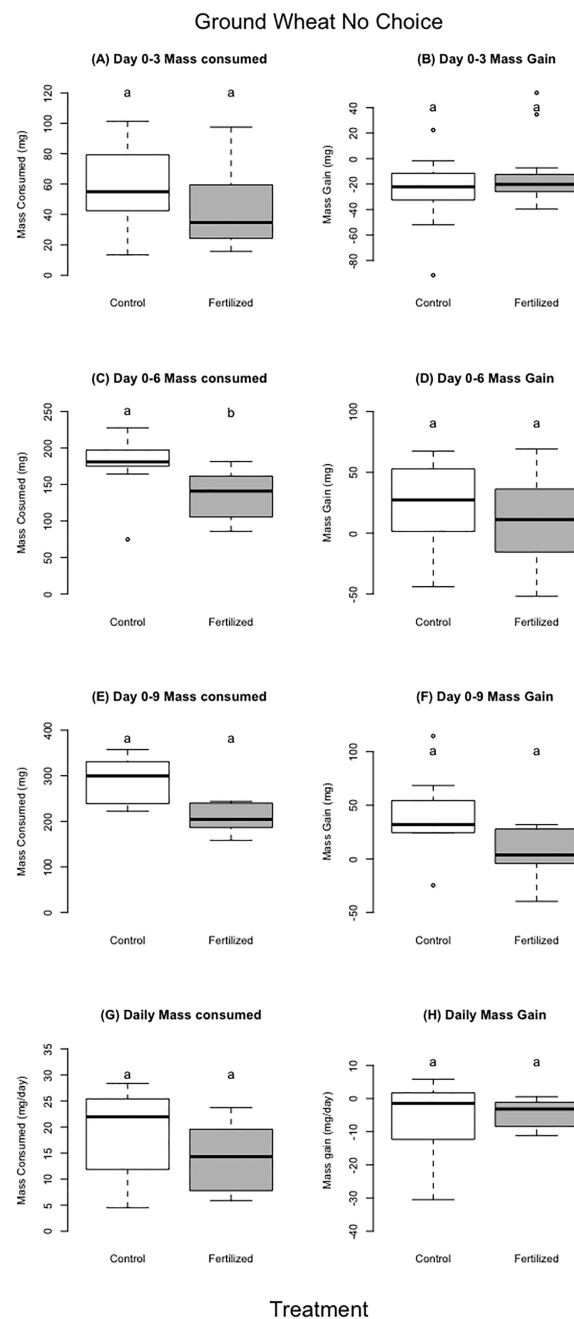 Ground Wheat No Choice
(A) Day 0-3 Mass consumed
Mass Consumed (mg)
0 20 40 60 80 100 120
a a
Control Fertilized
(B) Day 0-3 Mass Gain
Mass Gain (mg)
-80 -60 -40 -20 0 20 40
a a
Control Fertilized
(C) Day 0-6 Mass consumed
Mass Cosumed (mg)
0 50 100 150 200 250
a b
Control Fertilized
(D) Day 0-6 Mass Gain
Mass Gain (mg)
-50 0 50 100
a a
Control Fertilized
(E) Day 0-9 Mass consumed
Mass Consumed (mg)
0 100 200 300 400
a a
Control Fertilized
(F) Day 0-9 Mass Gain
Mass Gain (mg)
-50 0 50 100
a a
Control Fertilized
(G) Daily Mass consumed
Mass Consumed (mg/day)
0 5 10 15 20 25 30 35
a a
Control Fertilized
(H) Daily Mass Gain
Mass gain (mg/day)
-40 -30 -20 -10 0 10
a a
Control Fertilized
Treatment